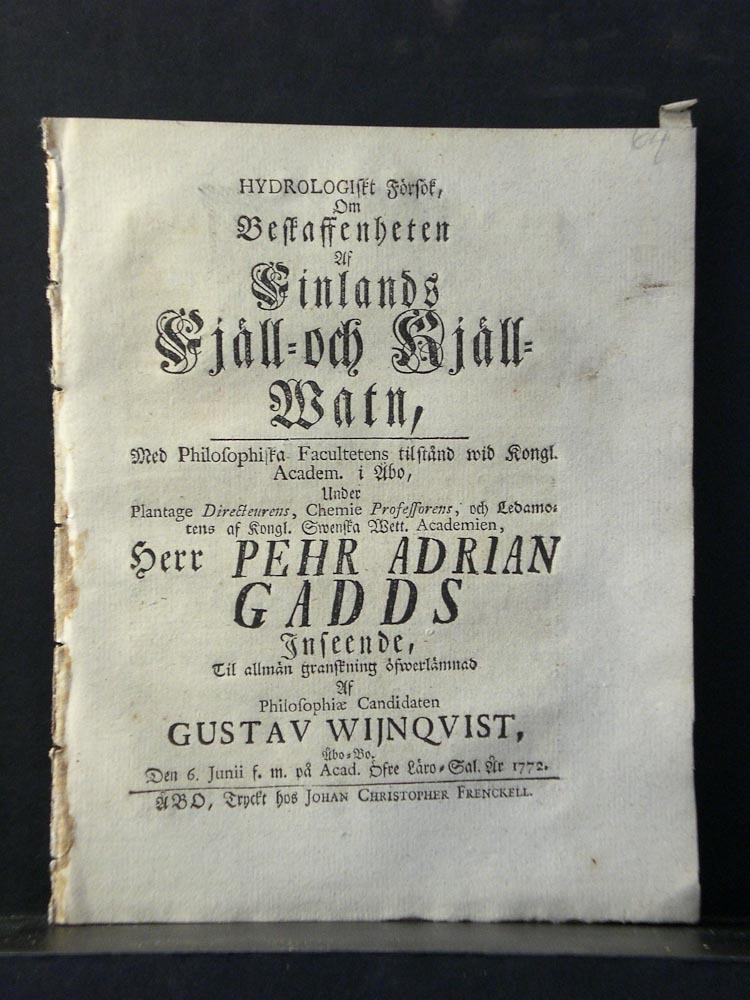 64
HYDROLOGIſkt Förſök,
Om
Beſkaffenheten
Af
Finlands
Fjäll-och Kjäll-
Watn,
Med Philoſophiſka Facultetens tilſtånd wid Kongl.
Academ. i Åbo,
Under
Plantage Directeurens, Chemie Profeſſorens, och Ledamo-
tens af Kongl. Swenſka Wett. Academien,
Herr PEHR ADRIAN
GADDS
Inſeende,
Til allmän granſkning öfwerlämnad
Af
Philoſophiæ Candidaten
GUSTAV WIJNQVIST,
Åbo-Bo.
Den 6. Junii f. m. på Acad. Öfre Läro-Sal. År 1772.
ÅBO, Tryckt hos JOHAN CHRISTOPHER FRENCKELL.